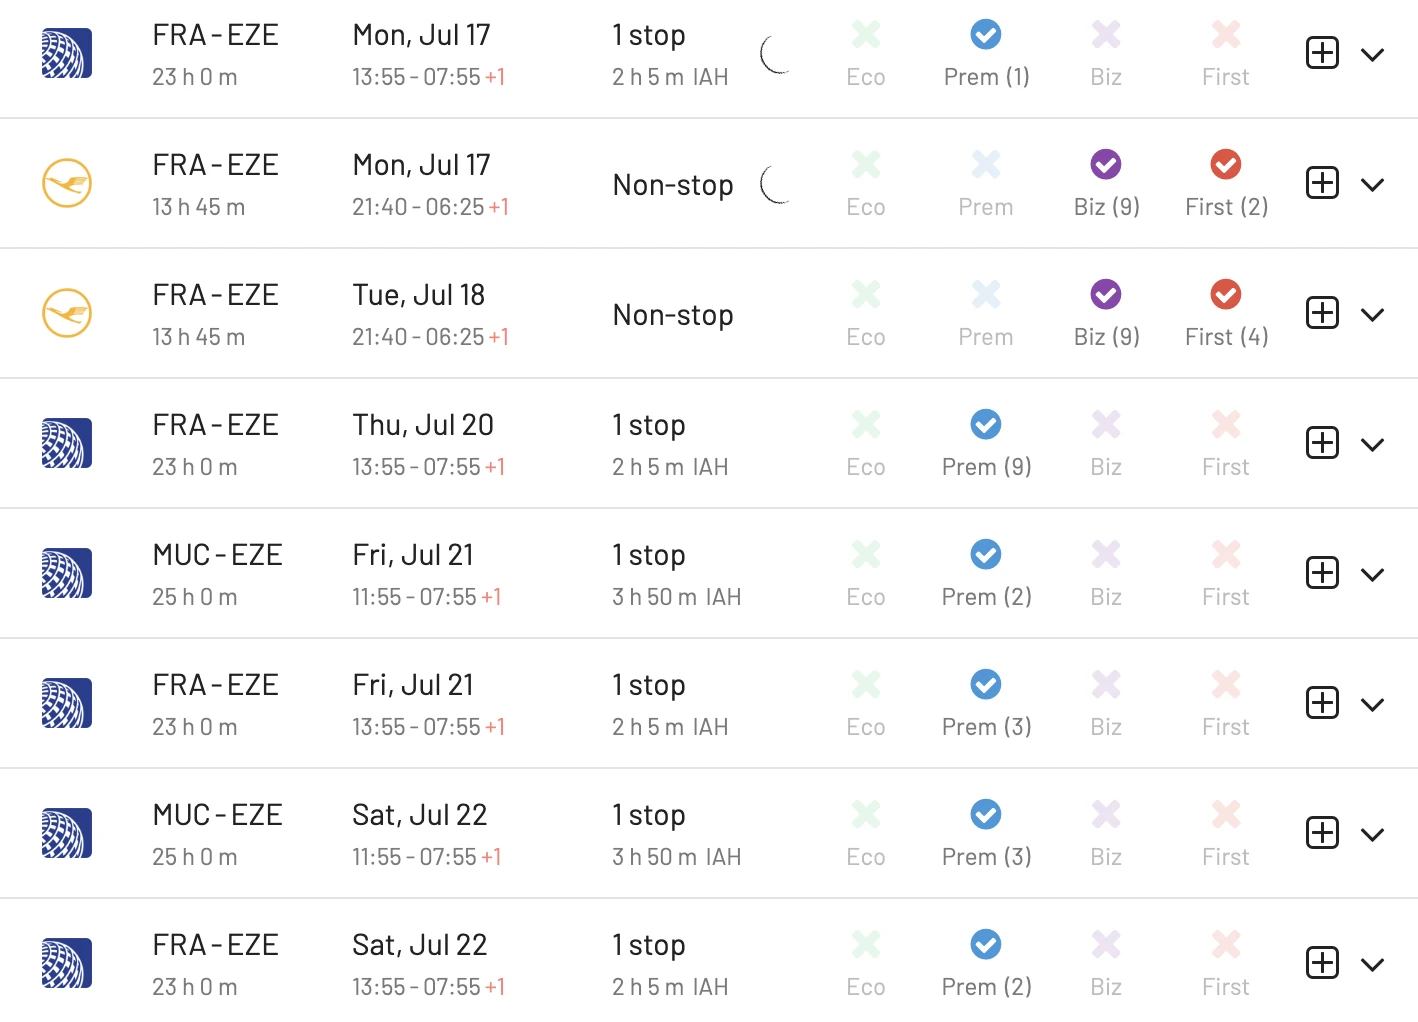 FRA - EZE Mon, Jul 17 1 stop
23 h 0 m 13:55 - 07:55 +1 2 h 5 m IAH Eco Prem (1) Biz First
FRA - EZE Mon, Jul 17 Non-stop
13 h 45 m 21:40 - 06:25 +1 Eco Prem Biz (9) First (2)
FRA - EZE Tue, Jul 18 Non-stop
13 h 45 m 21:40 - 06:25 +1 Eco Prem Biz (9) First (4)
FRA - EZE Thu, Jul 20 1 stop
23 h 0 m 13:55 - 07:55 +1 2 h 5 m IAH Eco Prem (9) Biz First
MUC - EZE Fri, Jul 21 1 stop
25 h 0 m 11:55 - 07:55 +1 3 h 50 m IAH Eco Prem (2) Biz First
FRA - EZE Fri, Jul 21 1 stop
23 h 0 m 13:55 - 07:55 +1 2 h 5 m IAH Eco Prem (3) Biz First
MUC - EZE Sat, Jul 22 1 stop
25 h 0 m 11:55 - 07:55 +1 3 h 50 m IAH Eco Prem (3) Biz First
FRA - EZE Sat, Jul 22 1 stop
23 h 0 m 13:55 - 07:55 +1 2 h 5 m IAH Eco Prem (2) Biz First